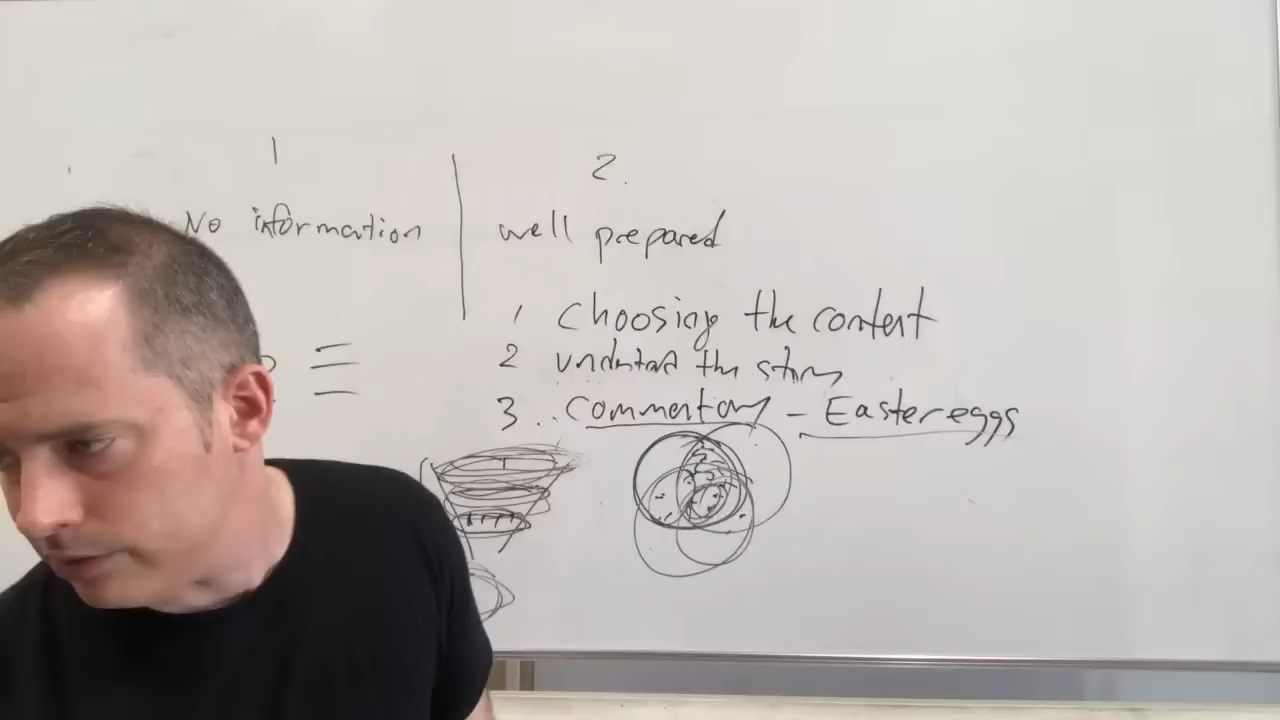 1
2.
No information
well prepared
1 choosing the content
2 understand the story
3. Commentary - Easter eggs